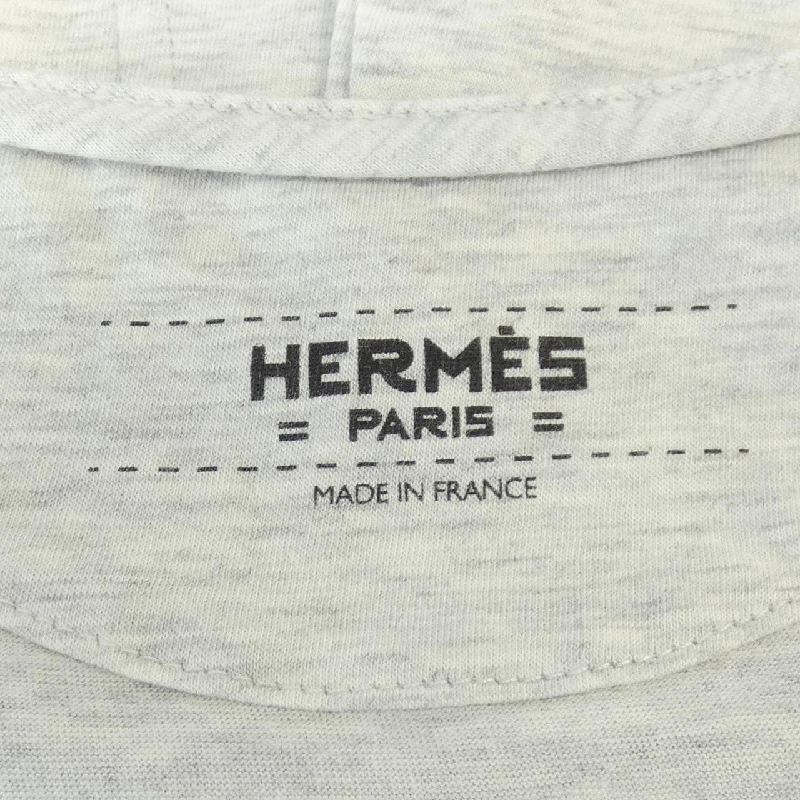 HERMÈS
= PARIS =
MADE IN FRANCE